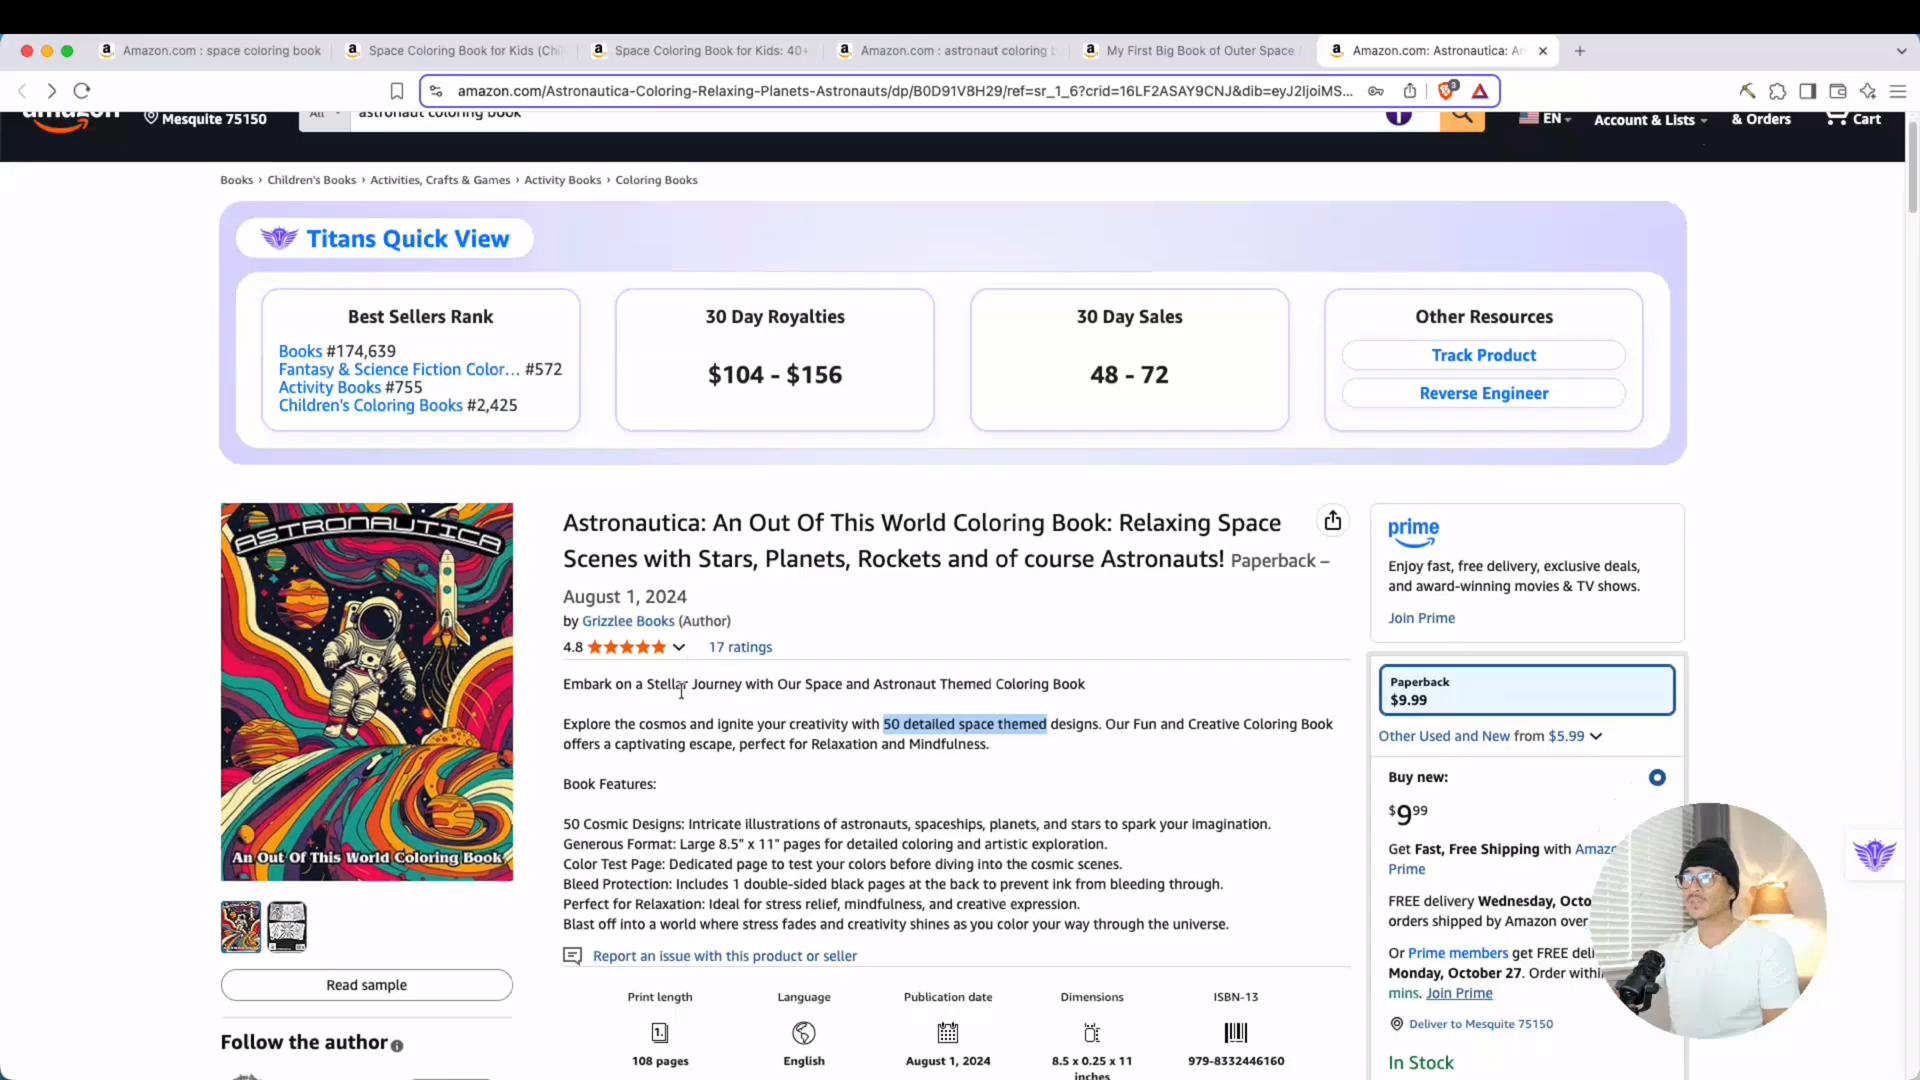 Amazon.com : space coloring book
Space Coloring Book for Kids (Chi
Space Coloring Book for Kids: 40+
Amazon.com : astronaut coloring b
My First Big Book of Outer Space
Amazon.com: Astronautica: An
amazon.com/Astronautica-Coloring-Relaxing-Planets-Astronauts/dp/B0D91V8H29/ref=sr_1_6?crid=16LF2ASAY9CNJ&dib=eyJ2IjoiMS...
amazon
Mesquite 75150
All
astronaut coloring book
EN
Account & Lists
& Orders
Cart
Books › Children's Books › Activities, Crafts & Games › Activity Books › Coloring Books
Titans Quick View
Best Sellers Rank
Books #174,639
Fantasy & Science Fiction Color... #572
Activity Books #755
Children's Coloring Books #2,425
30 Day Royalties
$104 - $156
30 Day Sales
48 - 72
Other Resources
Track Product
Reverse Engineer
ASTRONAUTICA
An Out Of This World Coloring Book
Read sample
Follow the author
Astronautica: An Out Of This World Coloring Book: Relaxing Space
Scenes with Stars, Planets, Rockets and of course Astronauts! Paperback –
August 1, 2024
by Grizzlee Books (Author)
4.8 17 ratings
Embark on a Stellar Journey with Our Space and Astronaut Themed Coloring Book
Explore the cosmos and ignite your creativity with 50 detailed space themed designs. Our Fun and Creative Coloring Book
offers a captivating escape, perfect for Relaxation and Mindfulness.
Book Features:
50 Cosmic Designs: Intricate illustrations of astronauts, spaceships, planets, and stars to spark your imagination.
Generous Format: Large 8.5" x 11" pages for detailed coloring and artistic exploration.
Color Test Page: Dedicated page to test your colors before diving into the cosmic scenes.
Bleed Protection: Includes 1 double-sided black pages at the back to prevent ink from bleeding through.
Perfect for Relaxation: Ideal for stress relief, mindfulness, and creative expression.
Blast off into a world where stress fades and creativity shines as you color your way through the universe.
Report an issue with this product or seller
Print length
108 pages
Language
English
Publication date
August 1, 2024
Dimensions
8.5 x 0.25 x 11
inches
ISBN-13
979-8332446160
prime
Enjoy fast, free delivery, exclusive deals,
and award-winning movies & TV shows.
Join Prime
Paperback
$9.99
Other Used and New from $5.99
Buy new:
$9 99
Get Fast, Free Shipping with Amazo
Prime
FREE delivery Wednesday, Octo
orders shipped by Amazon over
Or Prime members get FREE deli
Monday, October 27. Order withi
mins. Join Prime
Deliver to Mesquite 75150
In Stock